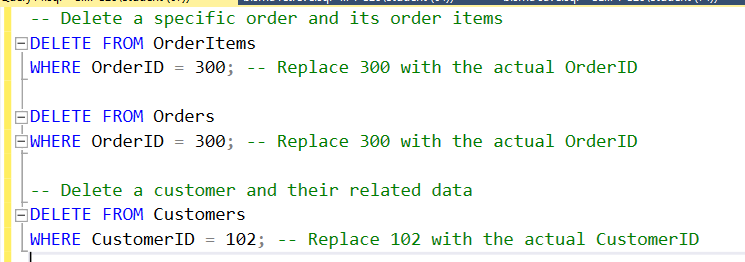 -- Delete a specific order and its order items
DELETE FROM OrderItems
WHERE OrderID = 300; -- Replace 300 with the actual OrderID
DELETE FROM Orders
WHERE OrderID = 300; -- Replace 300 with the actual OrderID
-- Delete a customer and their related data
DELETE FROM Customers
WHERE CustomerID = 102; -- Replace 102 with the actual CustomerID